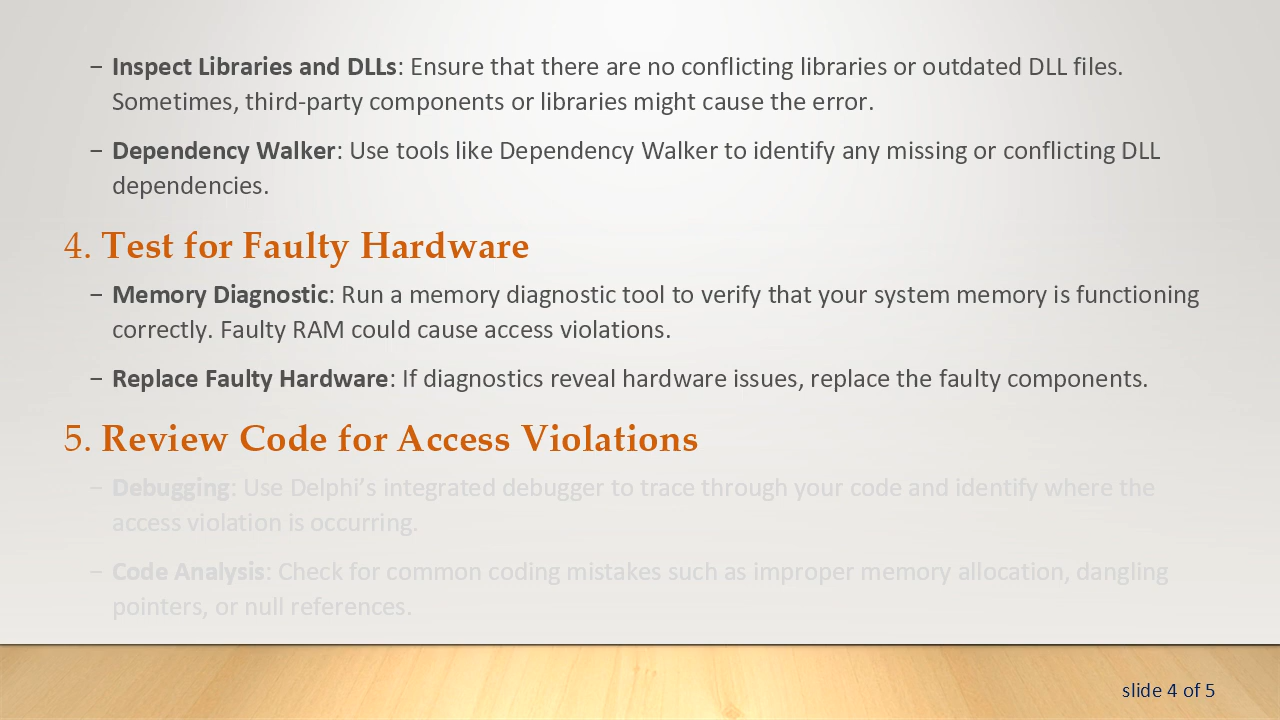 − Inspect Libraries and DLLs: Ensure that there are no conflicting libraries or outdated DLL files.
Sometimes, third-party components or libraries might cause the error.
− Dependency Walker: Use tools like Dependency Walker to identify any missing or conflicting DLL
dependencies.
4. Test for Faulty Hardware
− Memory Diagnostic: Run a memory diagnostic tool to verify that your system memory is functioning
correctly. Faulty RAM could cause access violations.
− Replace Faulty Hardware: If diagnostics reveal hardware issues, replace the faulty components.
5. Review Code for Access Violations
− Debugging: Use Delphi’s integrated debugger to trace through your code and identify where the
access violation is occurring.
− Code Analysis: Check for common coding mistakes such as improper memory allocation, dangling
pointers, or null references.
slide 4 of 5